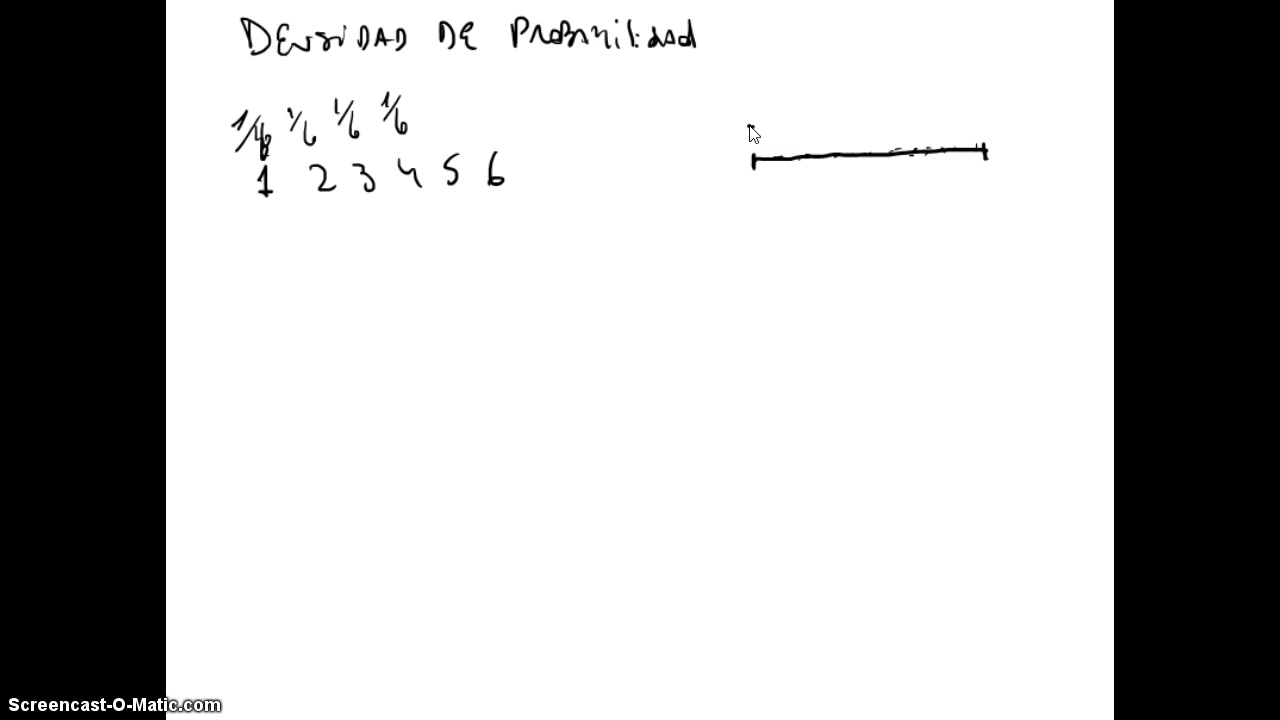 DENSIDAD DE PROBABILIDAD
1/6 1/6 1/6 1/6
1 2 3 4 5 6
Screencast-O-Matic.com